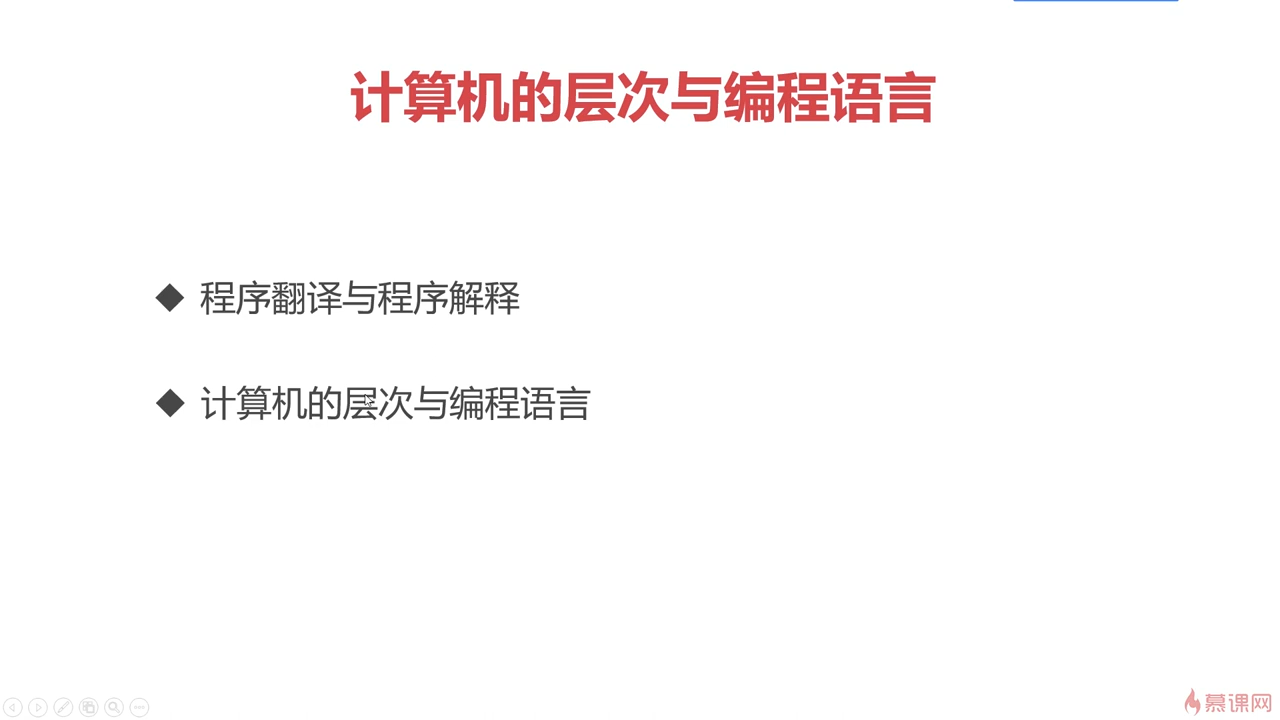 计算机的层次与编程语言
◆ 程序翻译与程序解释
◆ 计算机的层次与编程语言
慕课网